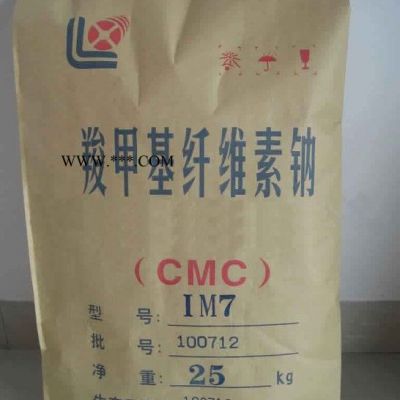 羧甲基纤维素钠
WWW.***.COM
(CMC)
型 号: IM7
批 号: 100712
净 重: 25 kg